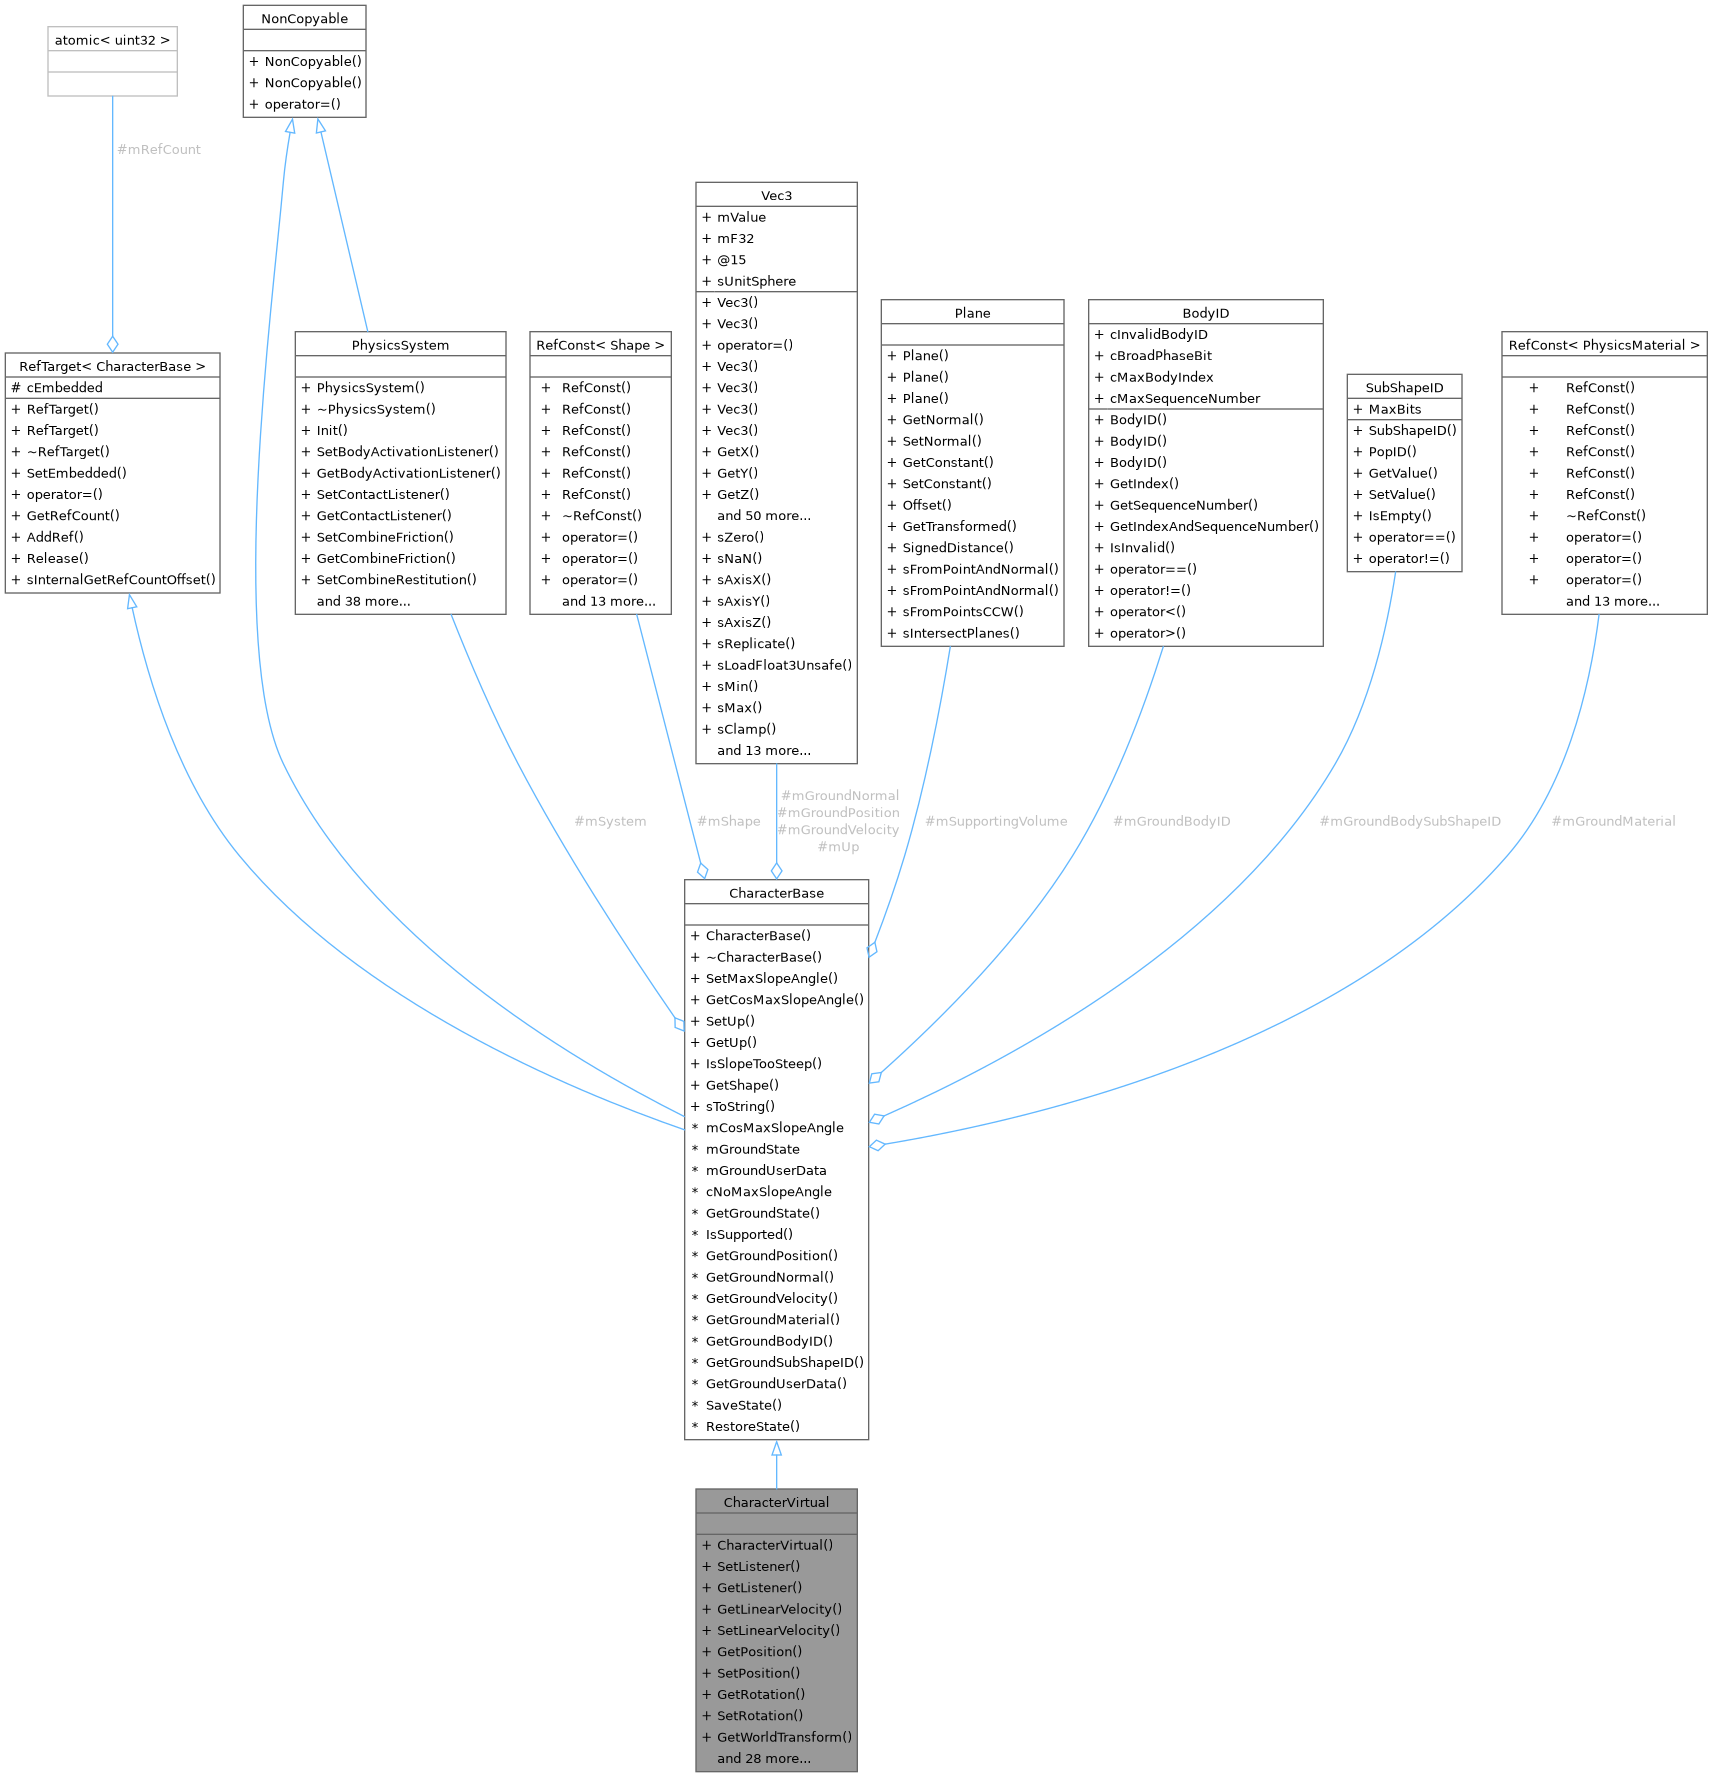 atomic< uint32 >
#mRefCount
NonCopyable
+ NonCopyable()
+ NonCopyable()
+ operator=()
RefTarget< CharacterBase >
# cEmbedded
+ RefTarget()
+ RefTarget()
+ ~RefTarget()
+ SetEmbedded()
+ operator=()
+ GetRefCount()
+ AddRef()
+ Release()
+ sInternalGetRefCountOffset()
PhysicsSystem
+ PhysicsSystem()
+ ~PhysicsSystem()
+ Init()
+ SetBodyActivationListener()
+ GetBodyActivationListener()
+ SetContactListener()
+ GetContactListener()
+ SetCombineFriction()
+ GetCombineFriction()
+ SetCombineRestitution()
and 38 more...
RefConst< Shape >
+ RefConst()
+ RefConst()
+ RefConst()
+ RefConst()
+ RefConst()
+ RefConst()
+ ~RefConst()
+ operator=()
+ operator=()
+ operator=()
and 13 more...
Vec3
+ mValue
+ mF32
+ @15
+ sUnitSphere
+ Vec3()
+ Vec3()
+ operator=()
+ Vec3()
+ Vec3()
+ Vec3()
+ Vec3()
+ GetX()
+ GetY()
+ GetZ()
and 50 more...
+ sZero()
+ sNaN()
+ sAxisX()
+ sAxisY()
+ sAxisZ()
+ sReplicate()
+ sLoadFloat3Unsafe()
+ sMin()
+ sMax()
+ sClamp()
and 13 more...
Plane
+ Plane()
+ Plane()
+ Plane()
+ GetNormal()
+ SetNormal()
+ GetConstant()
+ SetConstant()
+ Offset()
+ GetTransformed()
+ SignedDistance()
+ sFromPointAndNormal()
+ sFromPointAndNormal()
+ sFromPointsCCW()
+ sIntersectPlanes()
BodyID
+ cInvalidBodyID
+ cBroadPhaseBit
+ cMaxBodyIndex
+ cMaxSequenceNumber
+ BodyID()
+ BodyID()
+ BodyID()
+ GetIndex()
+ GetSequenceNumber()
+ GetIndexAndSequenceNumber()
+ IsInvalid()
+ operator==()
+ operator!=()
+ operator<()
+ operator>()
SubShapeID
+ MaxBits
+ SubShapeID()
+ PopID()
+ GetValue()
+ SetValue()
+ IsEmpty()
+ operator==()
+ operator!=()
RefConst< PhysicsMaterial >
+ RefConst()
+ RefConst()
+ RefConst()
+ RefConst()
+ RefConst()
+ RefConst()
+ ~RefConst()
+ operator=()
+ operator=()
+ operator=()
and 13 more...
#mSystem
#mShape
#mGroundNormal
#mGroundPosition
#mGroundVelocity
#mUp
#mSupportingVolume
#mGroundBodyID
#mGroundBodySubShapeID
#mGroundMaterial
CharacterBase
+ CharacterBase()
+ ~CharacterBase()
+ SetMaxSlopeAngle()
+ GetCosMaxSlopeAngle()
+ SetUp()
+ GetUp()
+ IsSlopeTooSteep()
+ GetShape()
+ sToString()
* mCosMaxSlopeAngle
* mGroundState
* mGroundUserData
* cNoMaxSlopeAngle
* GetGroundState()
* IsSupported()
* GetGroundPosition()
* GetGroundNormal()
* GetGroundVelocity()
* GetGroundMaterial()
* GetGroundBodyID()
* GetGroundSubShapeID()
* GetGroundUserData()
* SaveState()
* RestoreState()
CharacterVirtual
+ CharacterVirtual()
+ SetListener()
+ GetListener()
+ GetLinearVelocity()
+ SetLinearVelocity()
+ GetPosition()
+ SetPosition()
+ GetRotation()
+ SetRotation()
+ GetWorldTransform()
and 28 more...